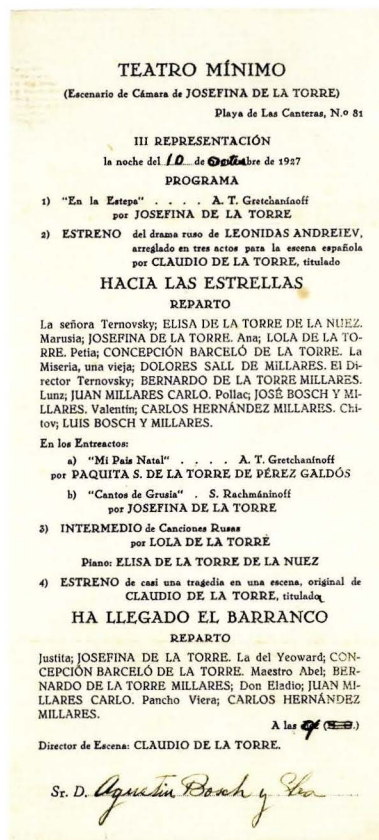 TEATRO MÍNIMO
(Escenario de Cámara de JOSEFINA DE LA TORRE)
Playa de Las Canteras, N.o 81
III REPRESENTACIÓN
la noche del 10 de bre de 1927
PROGRAMA
1) "En la Estepa" . . . . A. T. Gretchaninoff
por JOSEFINA DE LA TORRE
2) ESTRENO del drama ruso de LEONIDAS ANDREIEV,
arreglado en tres actos para la escena española
por CLAUDIO DE LA TORRE, titulado
HACIA LAS ESTRELLAS
REPARTO
La señora Ternovsky; ELISA DE LA TORRE DE LA NUEZ.
Marusia; JOSEFINA DE LA TORRE. Ana; LOLA DE LA TO-
RRE. Petia; CONCEPCIÓN BARCELÓ DE LA TORRE. La
Miseria, una vieja; DOLORES SALL DE MILLARES. El Di-
rector Ternovsky; BERNARDO DE LA TORRE MILLARES.
Lunz; JUAN MILLARES CARLO. Pollac; JOSÉ BOSCH Y MI-
LLARES. Valentín; CARLOS HERNÁNDEZ MILLARES. Chi-
tov; LUIS BOSCH Y MILLARES.
En los Entreactos:
a) "Mi País Natal" . . . . A. T. Gretchaninoff
por PAQUITA S. DE LA TORRE DE PÉREZ GALDÓS
b) "Cantos de Grusia" . S. Rachmáninoff
por JOSEFINA DE LA TORRE
3) INTERMEDIO de Canciones Rusas
por LOLA DE LA TORRE
Piano: ELISA DE LA TORRE DE LA NUEZ
4) ESTRENO de casi una tragedia en una escena, original de
CLAUDIO DE LA TORRE, titulado
HA LLEGADO EL BARRANCO
REPARTO
Justita; JOSEFINA DE LA TORRE. La del Yeoward; CON-
CEPCIÓN BARCELÓ DE LA TORRE. Maestro Abel; BER-
NARDO DE LA TORRE MILLARES; Don Eladio; JUAN MI-
LLARES CARLO. Pancho Viera; CARLOS HERNÁNDEZ
MILLARES.
A las 9
Director de Escena: CLAUDIO DE LA TORRE.
Sr. D. Agustín Bosch y